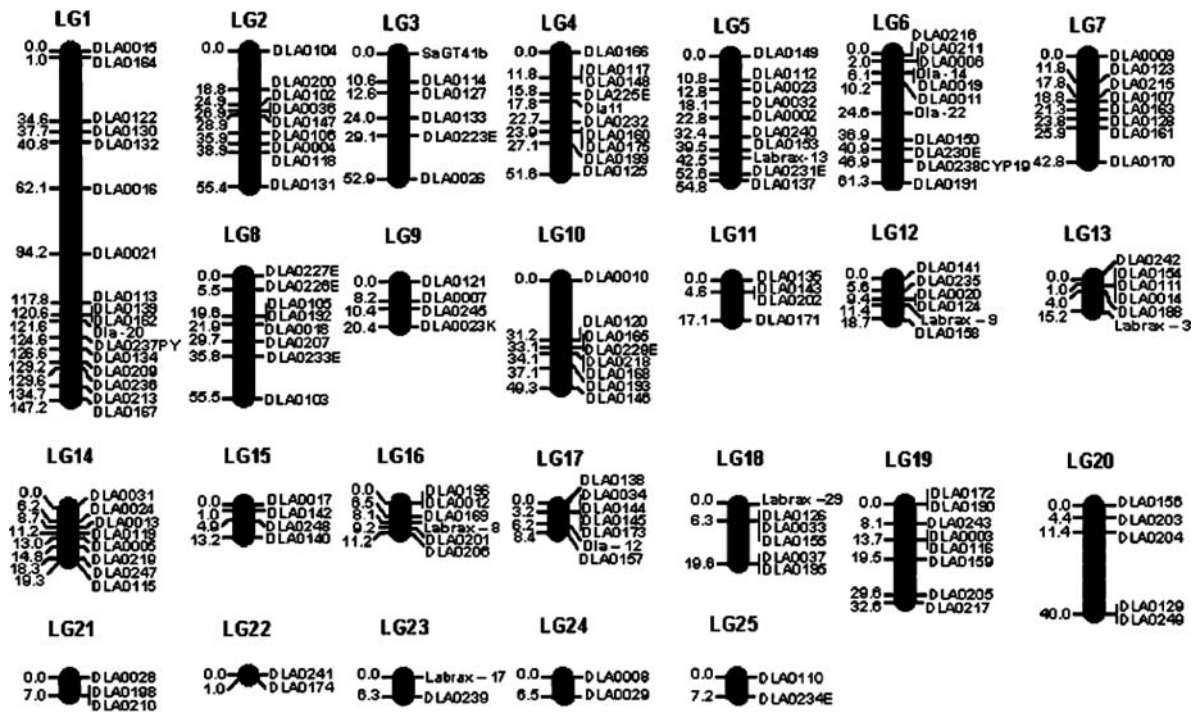 LG1
0.0 DLA0015
1.0 DLA0164
34.6 DLA0122
37.7 DLA0130
40.8 DLA0132
62.1 DLA0016
94.2 DLA0021
117.8 DLA0113
120.6 DLA0139
DLA0162
121.6 Dla-20
124.6 DLA0237PY
126.6 DLA0134
129.2 DLA0209
129.6 DLA0236
134.7 DLA0213
147.2 DLA0167
LG2
0.0 DLA0104
18.8 DLA0200
24.9 DLA0102
26.3 DLA0036
26.9 DLA0147
28.9 DLA0106
35.9 DLA0004
38.9 DLA0118
55.4 DLA0131
LG3
0.0 SaGT41b
10.6 DLA0114
12.6 DLA0127
24.0 DLA0133
29.1 DLA0223E
52.9 DLA0026
LG4
0.0 DLA0166
11.8 DLA0117
DLA0148
15.8 DLA225E
17.8 Dla11
22.7 DLA0232
23.9 DLA0160
DLA0175
27.1 DLA0199
51.6 DLA0125
LG5
0.0 DLA0149
10.8 DLA0112
12.8 DLA0023
18.1 DLA0032
22.8 DLA0002
32.4 DLA0240
39.5 DLA0153
42.5 Labrax-13
52.6 DLA0231E
54.8 DLA0137
LG6
DLA0216
0.0 DLA0211
2.0 DLA0006
6.1 Dla-14
DLA0019
10.2 DLA0011
24.6 Dla-22
36.9 DLA0150
40.9 DLA230E
46.9 DLA0238CYP19
61.3 DLA0191
LG7
0.0 DLA0009
11.8 DLA0123
17.8 DLA0215
18.8 DLA0107
21.3 DLA0163
23.8 DLA0128
25.9 DLA0161
42.8 DLA0170
LG8
0.0 DLA0227E
5.5 DLA0226E
DLA0105
19.6 DLA0192
21.9 DLA0018
29.7 DLA0207
35.8 DLA0233E
55.5 DLA0103
LG9
0.0 DLA0121
8.2 DLA0007
10.4 DLA0245
20.4 DLA0023K
LG10
0.0 DLA0010
DLA0120
31.2 DLA0165
33.1 DLA0229E
34.1 DLA0218
37.1 DLA0168
DLA0193
49.3 DLA0146
LG11
0.0 DLA0135
4.6 DLA0143
DLA0202
17.1 DLA0171
LG12
0.0 DLA0141
5.6 DLA0235
9.4 DLA0020
DLA0124
11.4 Labrax-9
18.7 DLA0158
LG13
DLA0242
0.0 DLA0154
DLA0111
1.0 DLA0014
4.0 DLA0188
15.2 Labrax-3
LG14
0.0 DLA0031
6.2 DLA0024
8.7 DLA0013
11.2 DLA0119
13.0 DLA0005
14.8 DLA0219
18.3 DLA0247
19.3 DLA0115
LG15
0.0 DLA0017
1.0 DLA0142
4.9 DLA0248
13.2 DLA0140
LG16
0.0 DLA0196
6.5 DLA0012
8.1 DLA0169
9.2 Labrax-8
DLA0201
11.2 DLA0206
LG17
DLA0138
0.0 DLA0034
3.2 DLA0144
DLA0145
6.2 DLA0173
8.4 Dla-12
DLA0157
LG18
0.0 Labrax-29
6.3 DLA0126
DLA0033
DLA0155
DLA0037
19.6 DLA0195
LG19
0.0 DLA0172
DLA0190
8.1 DLA0243
13.7 DLA0003
DLA0116
19.5 DLA0159
29.6 DLA0205
32.6 DLA0217
LG20
0.0 DLA0156
4.4 DLA0203
11.4 DLA0204
40.0 DLA0129
DLA0249
LG21
0.0 DLA0028
7.0 DLA0198
DLA0210
LG22
0.0 DLA0241
1.0 DLA0174
LG23
0.0 Labrax-17
6.3 DLA0239
LG24
0.0 DLA0008
6.5 DLA0029
LG25
0.0 DLA0110
7.2 DLA0234E